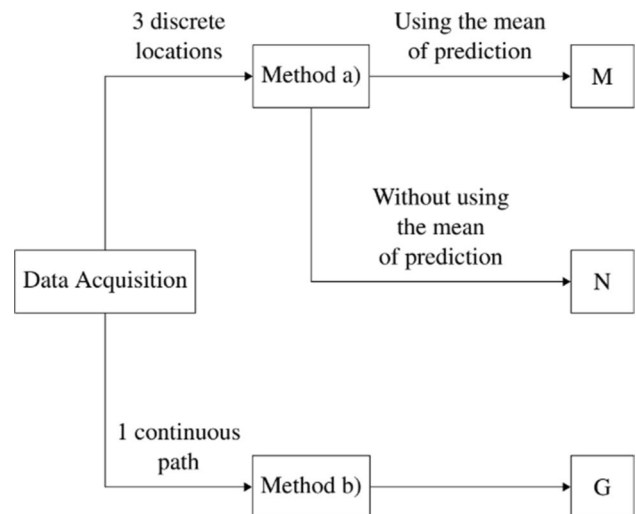 3 discrete
locations
Using the mean
of prediction
Method a)
M
Without using
the mean
of prediction
Data Acquisition
N
1 continuous
path
Method b)
G